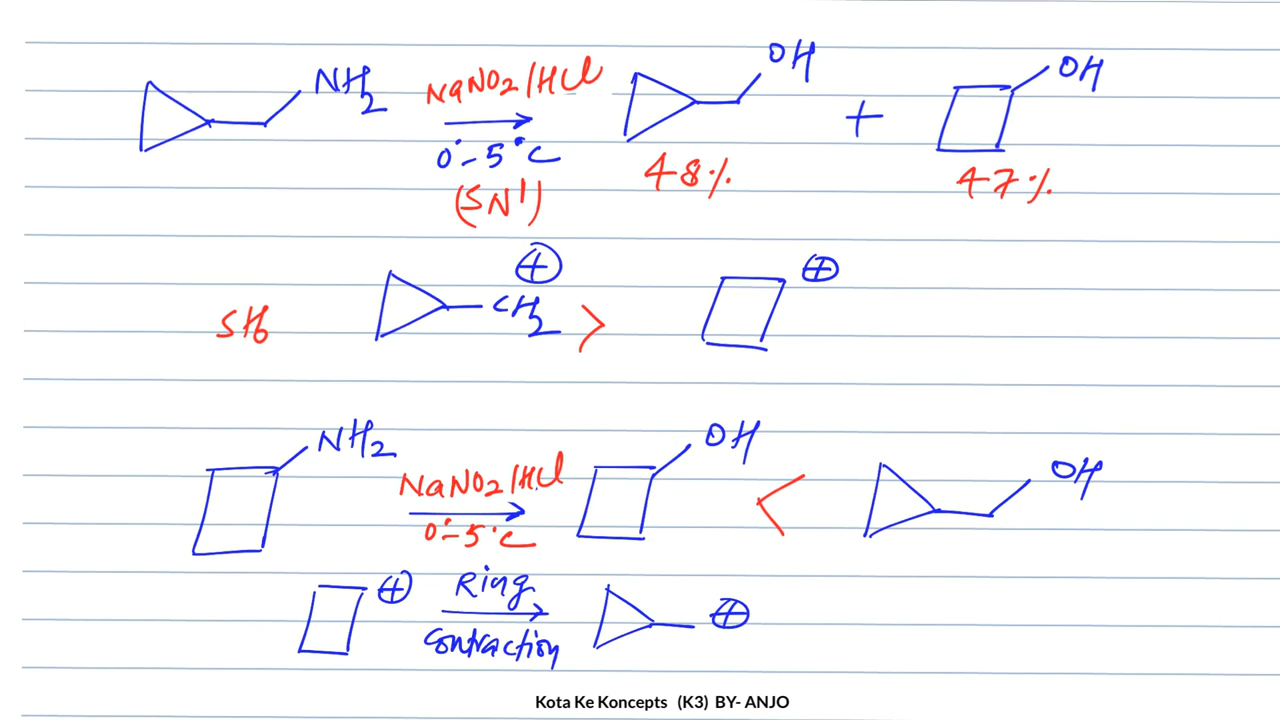 NH2 NaNO2/HCl OH + OH
0°-5°C
(SN1) 48% 47%
⊕ ⊕
CH2 >
NH2 NaNO2/HCl OH < OH
0°-5°C
⊕ Ring ⊕
Contraction
Kota Ke Koncepts (K3) BY- ANJO